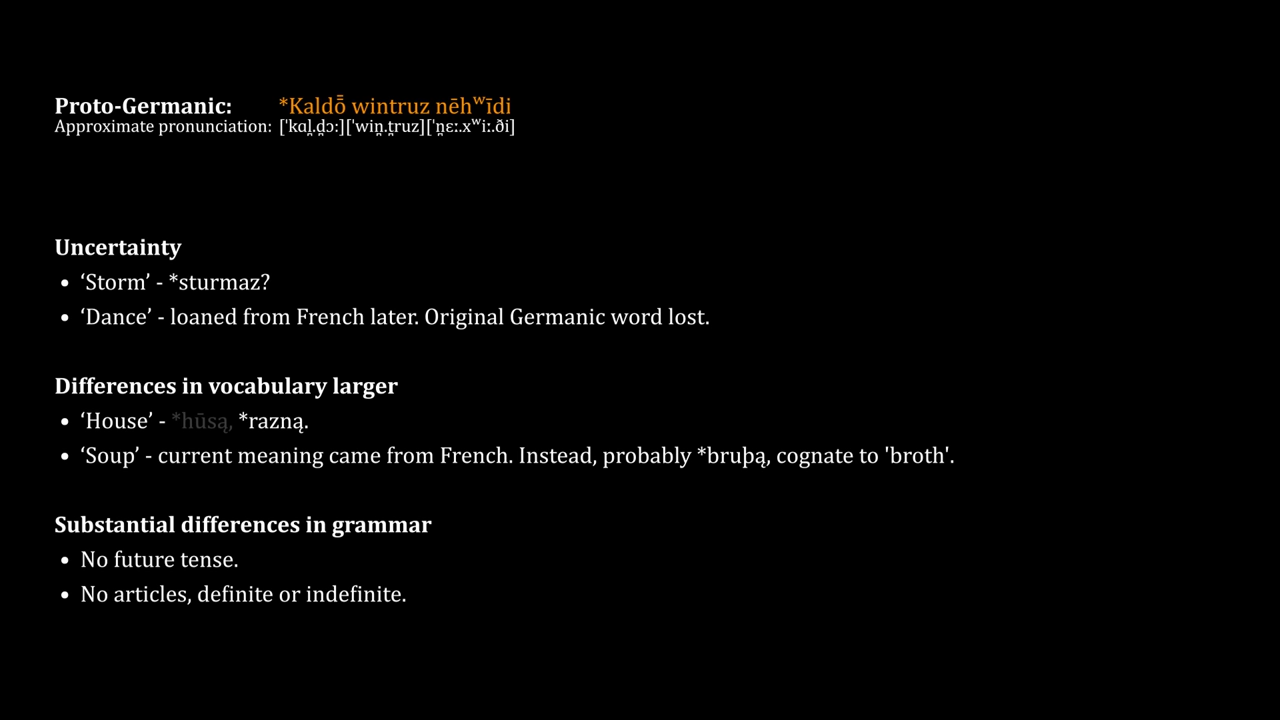 Proto-Germanic: *Kaldō̄ wintruz nēhʷīdi
Approximate pronunciation: [ˈkɑl̪.d̪ɔː][ˈwin̪.t̪ruz][ˈn̪ɛː.xʷiː.ði]
Uncertainty
• ‘Storm’ - *sturmaz?
• ‘Dance’ - loaned from French later. Original Germanic word lost.
Differences in vocabulary larger
• ‘House’ - *hūsą, *razną.
• ‘Soup’ - current meaning came from French. Instead, probably *bruþą, cognate to 'broth'.
Substantial differences in grammar
• No future tense.
• No articles, definite or indefinite.